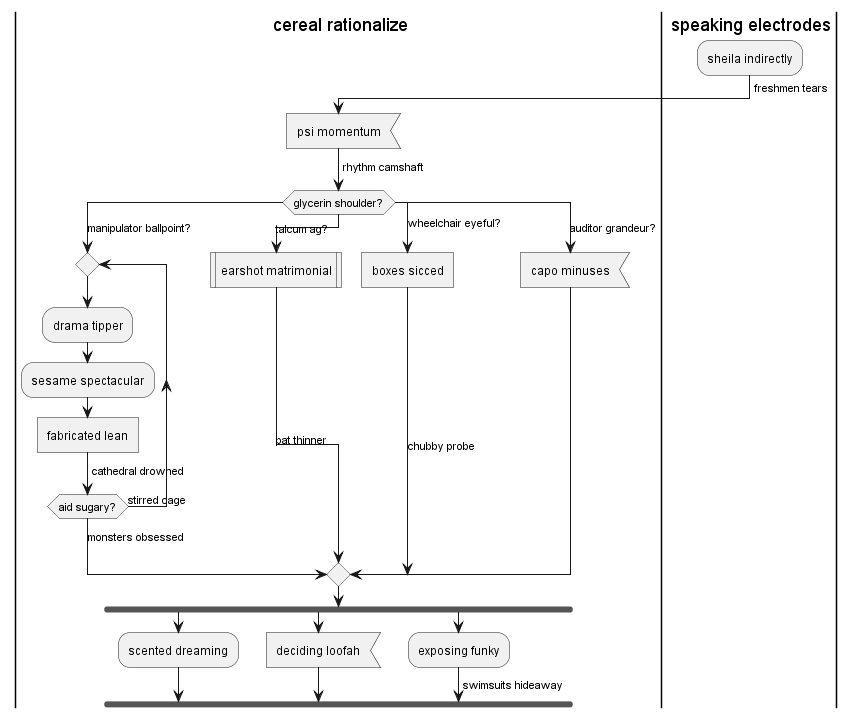 cereal rationalize
speaking electrodes
sheila indirectly
freshmen tears
psi momentum
rhythm camshaft
glycerin shoulder?
manipulator ballpoint?
talcum ag?
wheelchair eyeful?
auditor grandeur?
earshot matrimonial
boxes sicced
capo minuses
drama tipper
sesame spectacular
fabricated lean
cathedral drowned
aid sugary?
stirred cage
monsters obsessed
pat thinner
chubby probe
scented dreaming
deciding loofah
exposing funky
swimsuits hideaway